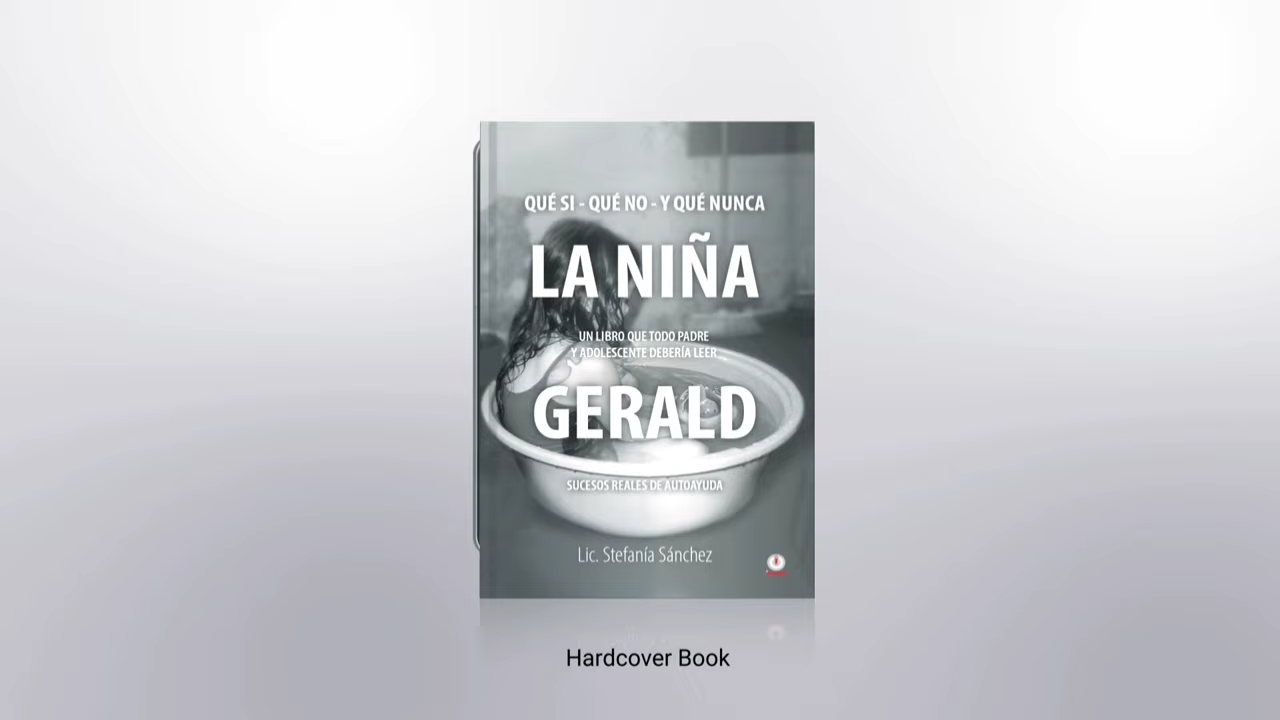 QUÉ SI - QUÉ NO - Y QUÉ NUNCA
LA NIÑA
UN LIBRO QUE TODO PADRE
Y ADOLESCENTE DEBERÍA LEER
GERALD
SUCESOS REALES DE AUTOAYUDA
Lic. Stefanía Sánchez
Hardcover Book